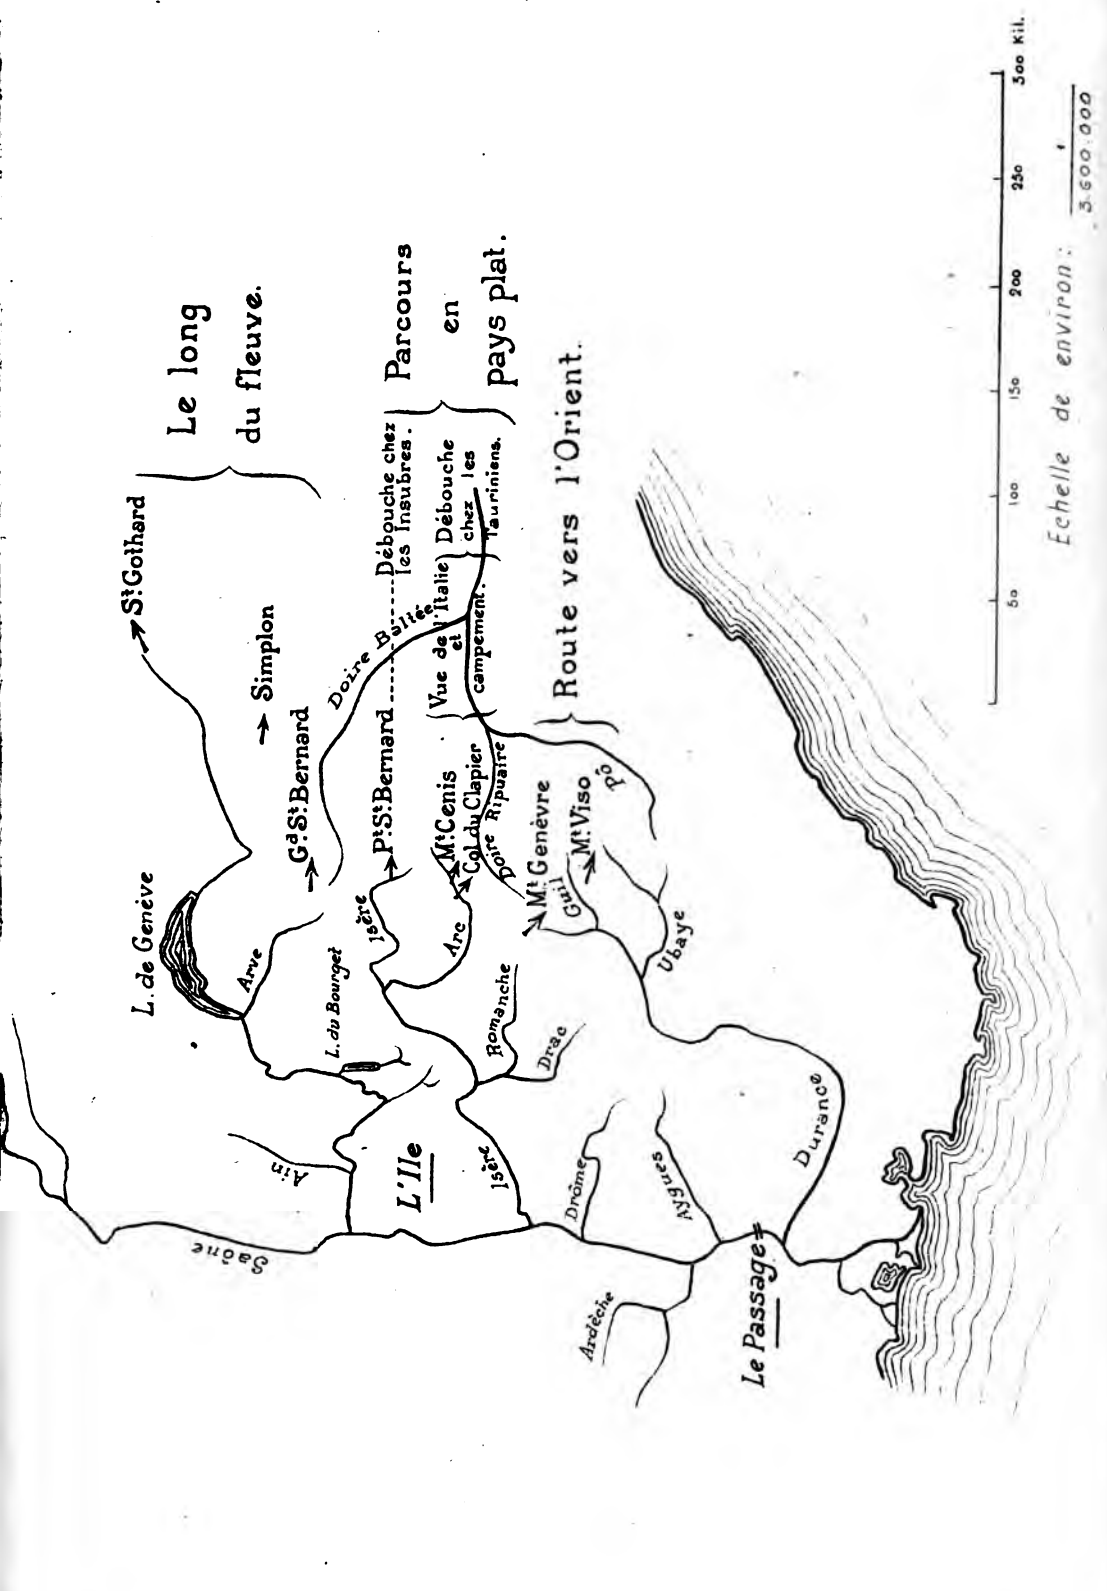 St Gothard
Le long
du fleuve.
Simplon
L. de Genève
Gd St Bernard
Arve
Doire Baltée
Pt St Bernard
Débouche chez
les Insubres.
Parcours
en
pays plat.
Isère
L. du Bourget
Mt Cenis
Col du Clapier
Vue de l'Italie
et
campement.
Débouche
chez les
Tauriniens.
Arc
Doire Ripuaire
Route vers l'Orient.
Romanche
Drac
Mt Genèvre
Guil
Mt Viso
Pô
Ubaye
Saône
Ain
L'Ile
Isère
Drôme
Aygues
Durance
Ardèche
Le Passage
50 100 150 200 250 300 Kil.
Echelle de environ: 1
3.600.000